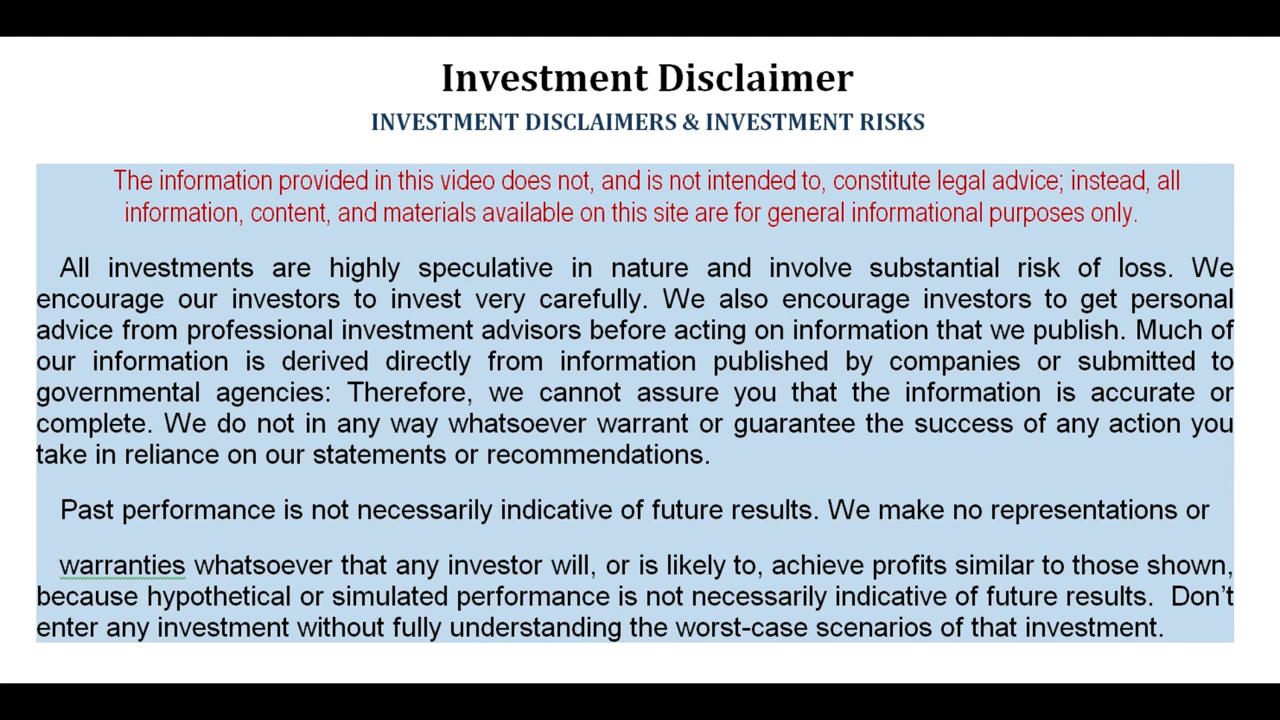 Investment Disclaimer
INVESTMENT DISCLAIMERS & INVESTMENT RISKS
The information provided in this video does not, and is not intended to, constitute legal advice; instead, all
information, content, and materials available on this site are for general informational purposes only.
All investments are highly speculative in nature and involve substantial risk of loss. We
encourage our investors to invest very carefully. We also encourage investors to get personal
advice from professional investment advisors before acting on information that we publish. Much of
our information is derived directly from information published by companies or submitted to
governmental agencies: Therefore, we cannot assure you that the information is accurate or
complete. We do not in any way whatsoever warrant or guarantee the success of any action you
take in reliance on our statements or recommendations.
Past performance is not necessarily indicative of future results. We make no representations or
warranties whatsoever that any investor will, or is likely to, achieve profits similar to those shown,
because hypothetical or simulated performance is not necessarily indicative of future results.  Don’t
enter any investment without fully understanding the worst-case scenarios of that investment.